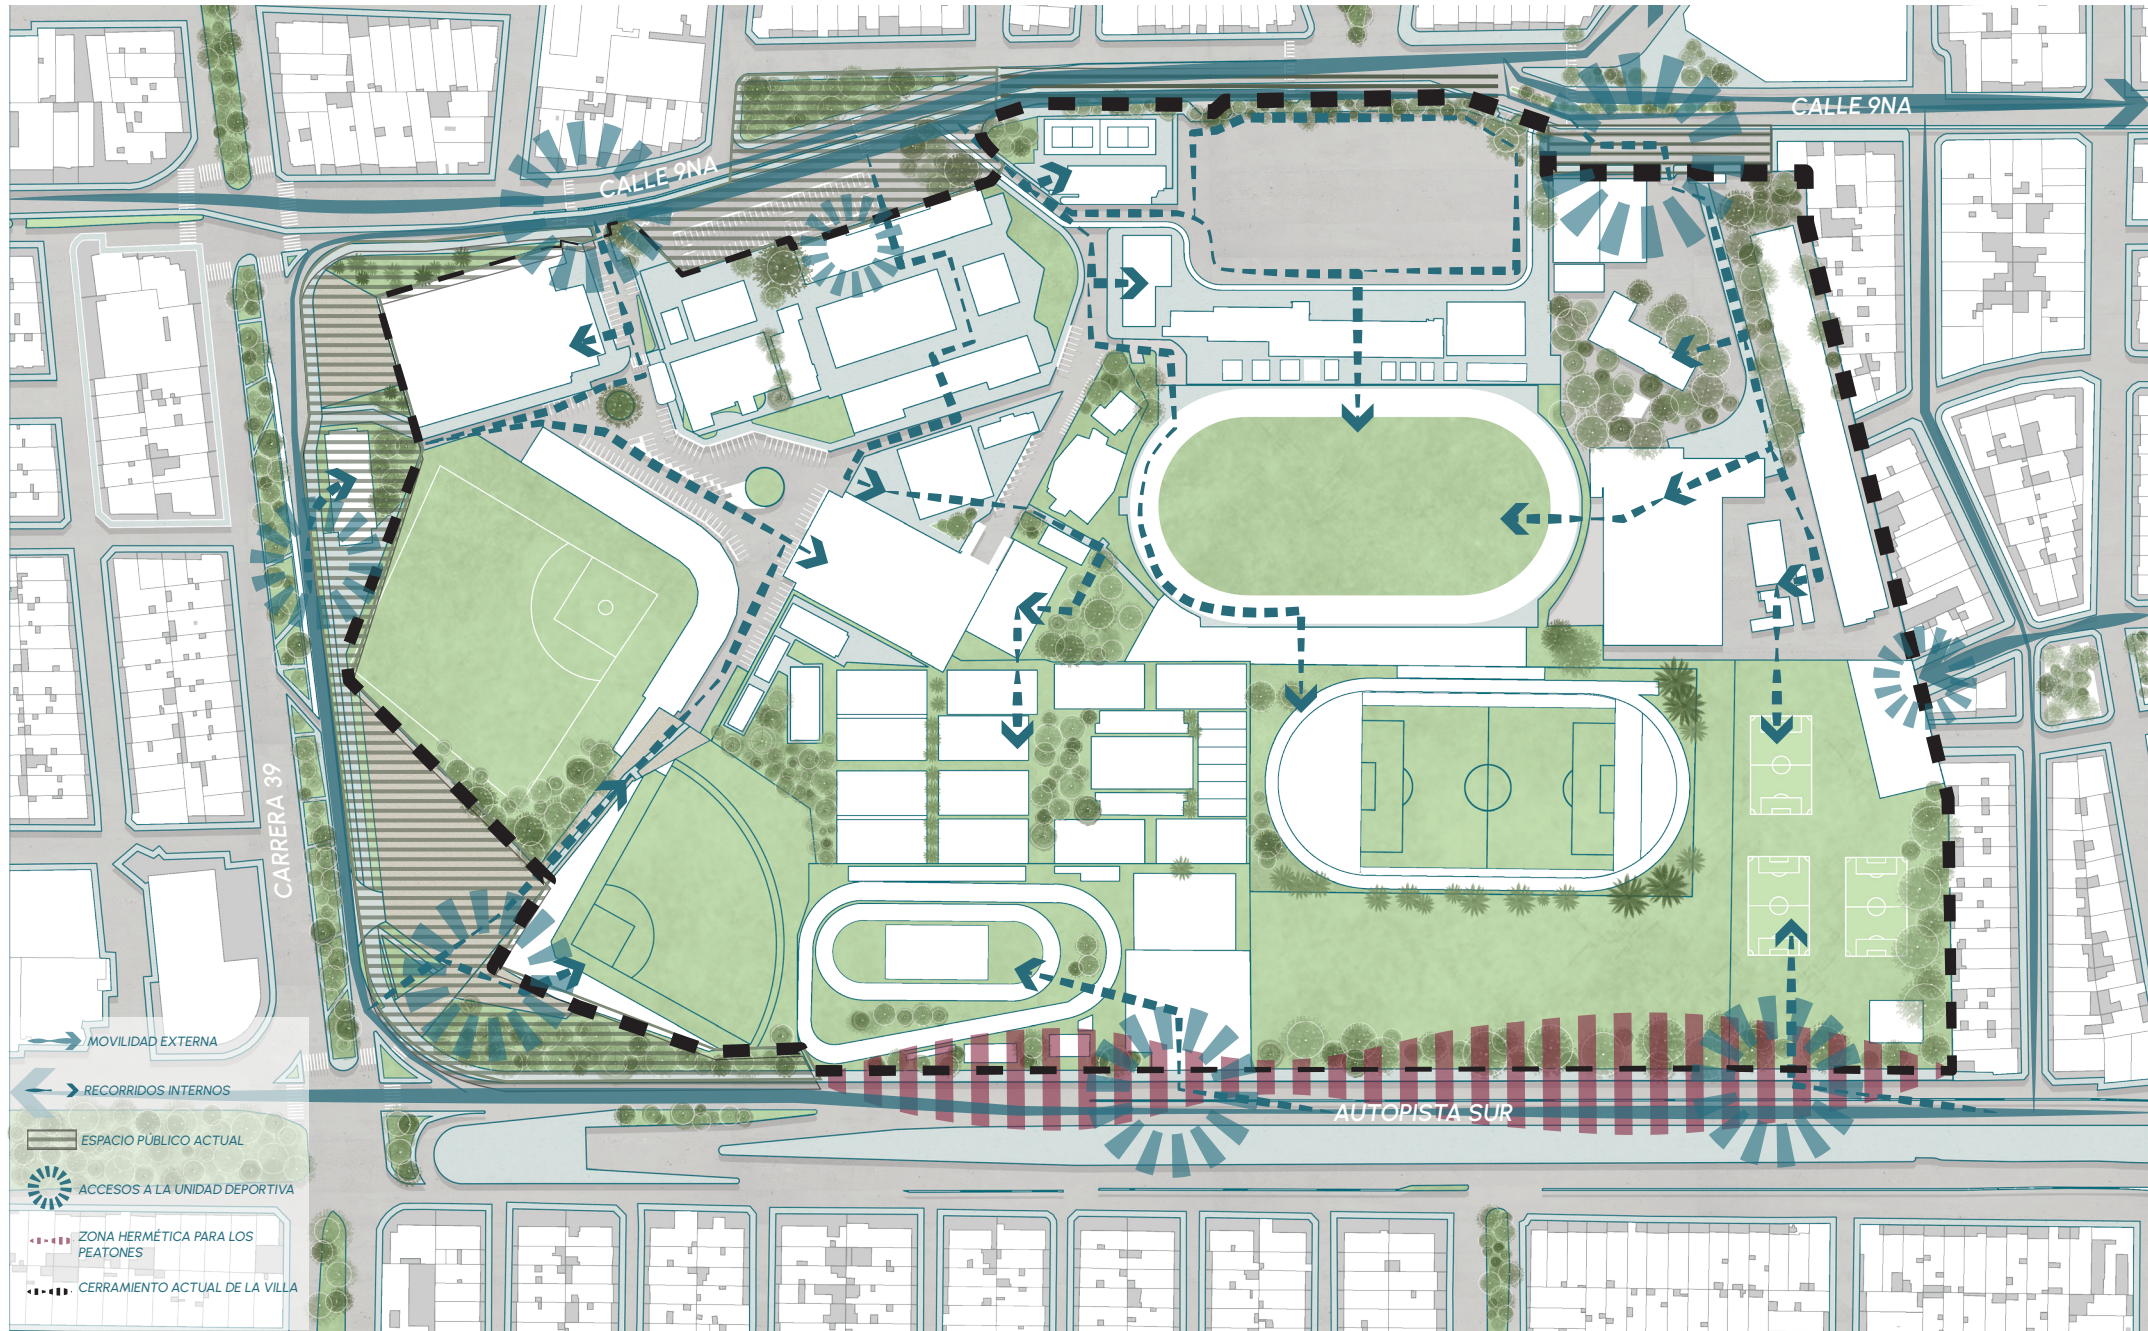 CALLE 9NA
CALLE 9NA
CARRERA 39
AUTOPISTA SUR
MOVILIDAD EXTERNA
RECORRIDOS INTERNOS
ESPACIO PÚBLICO ACTUAL
ACCESOS A LA UNIDAD DEPORTIVA
ZONA HERMÉTICA PARA LOS
PEATONES
CERRAMIENTO ACTUAL DE LA VILLA